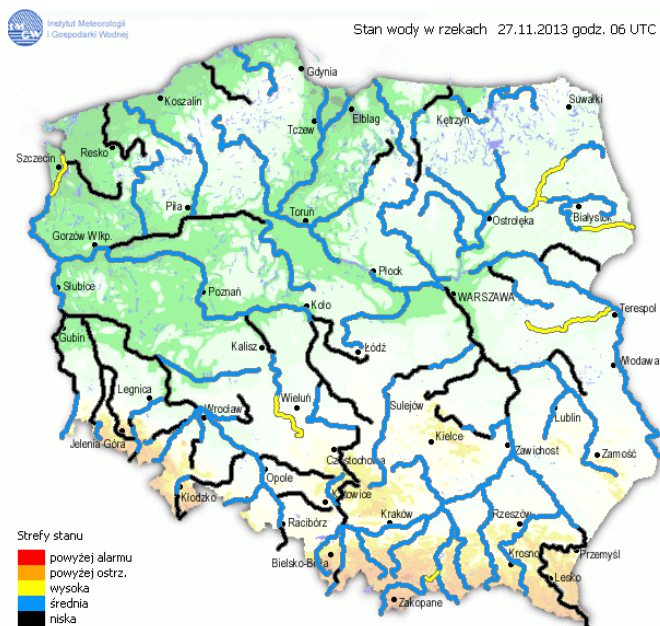 Instytut Meteorologii
i Gospodarki Wodnej
Stan wody w rzekach 27.11.2013 godz. 06 UTC
Gdynia
Koszalin
Suwałki
Tczew
Elbląg
Kętrzyn
Resko
Szczecin
Piła
Toruń
Ostrołęka
Białystok
Gorzów Wlkp.
Płock
Słubice
Poznań
WARSZAWA
Koło
Terespol
Gubin
Kalisz
Łódź
Włodawa
Legnica
Wieluń
Sulejów
Lublin
Wrocław
Jelenia Góra
Kielce
Zawichost
Zamość
Częstochowa
Opole
Kłodzko
Katowice
Racibórz
Kraków
Rzeszów
Bielsko-Biała
Krosno
Przemyśl
Lesko
Zakopane
Strefy stanu
powyżej alarmu
powyżej ostrz.
wysoka
średnia
niska